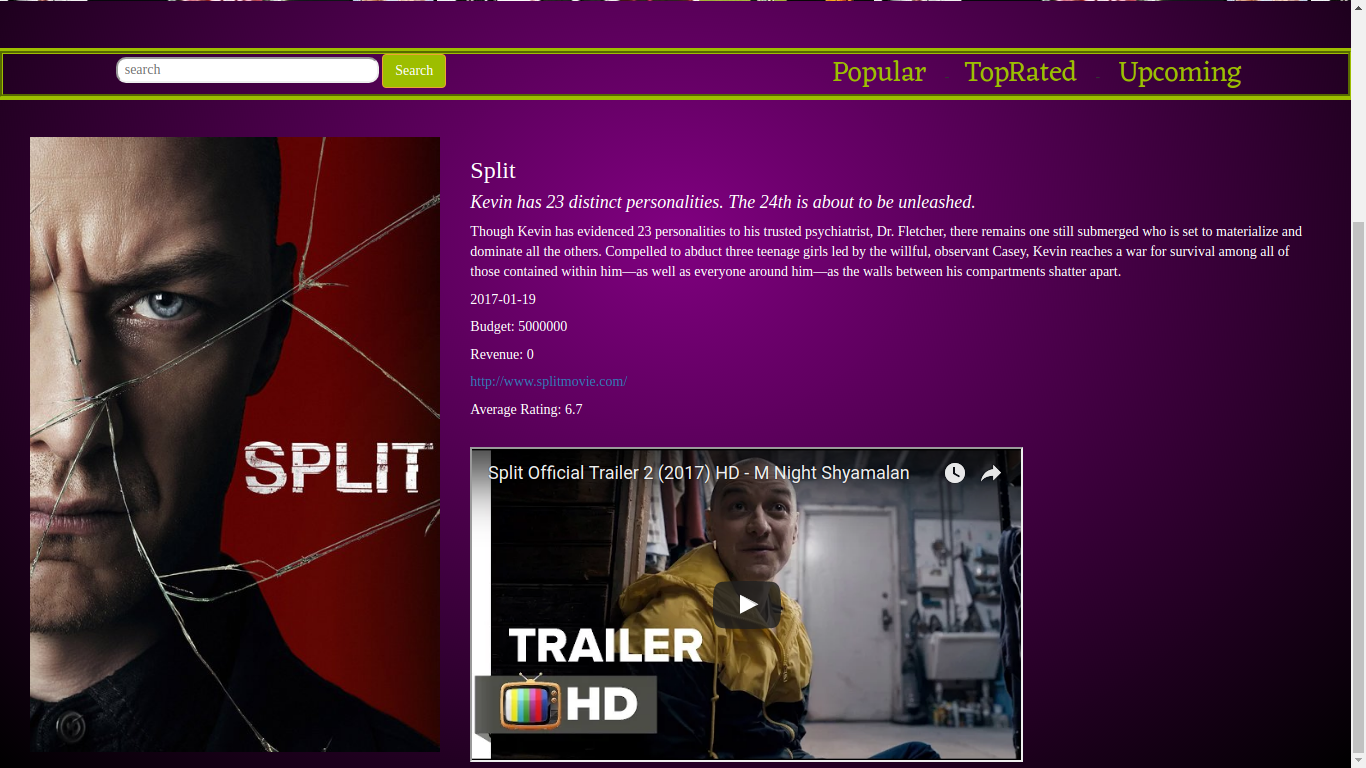 search
Search
Popular
TopRated
Upcoming
Split
Kevin has 23 distinct personalities. The 24th is about to be unleashed.
Though Kevin has evidenced 23 personalities to his trusted psychiatrist, Dr. Fletcher, there remains one still submerged who is set to materialize and
dominate all the others. Compelled to abduct three teenage girls led by the willful, observant Casey, Kevin reaches a war for survival among all of
those contained within him—as well as everyone around him—as the walls between his compartments shatter apart.
2017-01-19
Budget: 5000000
Revenue: 0
http://www.splitmovie.com/
Average Rating: 6.7
SPLIT
Split Official Trailer 2 (2017) HD - M Night Shyamalan
TRAILER
HD